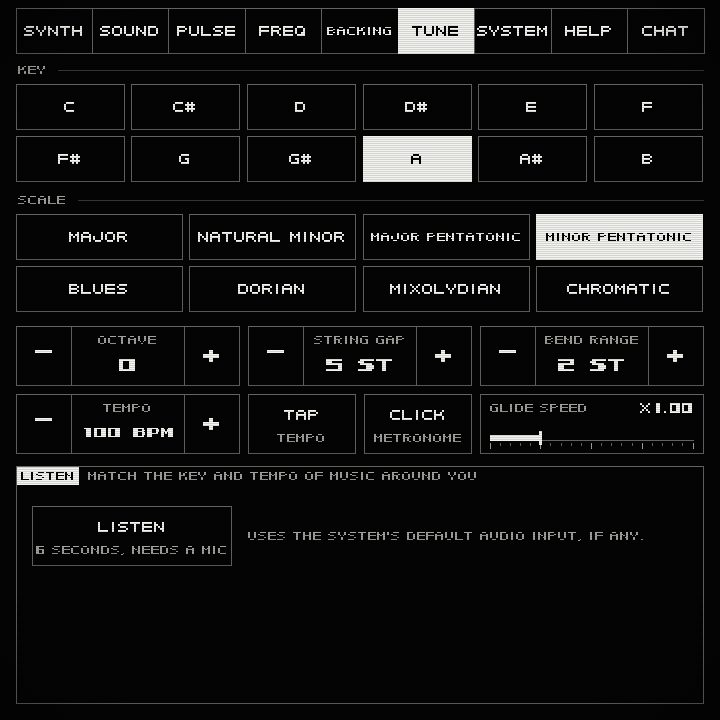 SYNTH SOUND PULSE FREQ BACKING TUNE SYSTEM HELP CHAT
KEY
C C# D D# E F
F# G G# A A# B
SCALE
MAJOR NATURAL MINOR MAJOR PENTATONIC MINOR PENTATONIC
BLUES DORIAN MIXOLYDIAN CHROMATIC
OCTAVE STRING GAP BEND RANGE
− 0 + − 5 ST + − 2 ST +
TEMPO TAP CLICK GLIDE SPEED X1.00
− 100 BPM + TEMPO METRONOME
LISTEN MATCH THE KEY AND TEMPO OF MUSIC AROUND YOU
LISTEN
6 SECONDS, NEEDS A MIC
USES THE SYSTEM'S DEFAULT AUDIO INPUT, IF ANY.